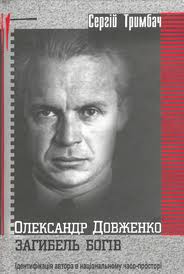 Сергій Тримбач
Олександр Довженко
ЗАГИБЕЛЬ БОГІВ
Ідентифікація автора в національному часо-просторі